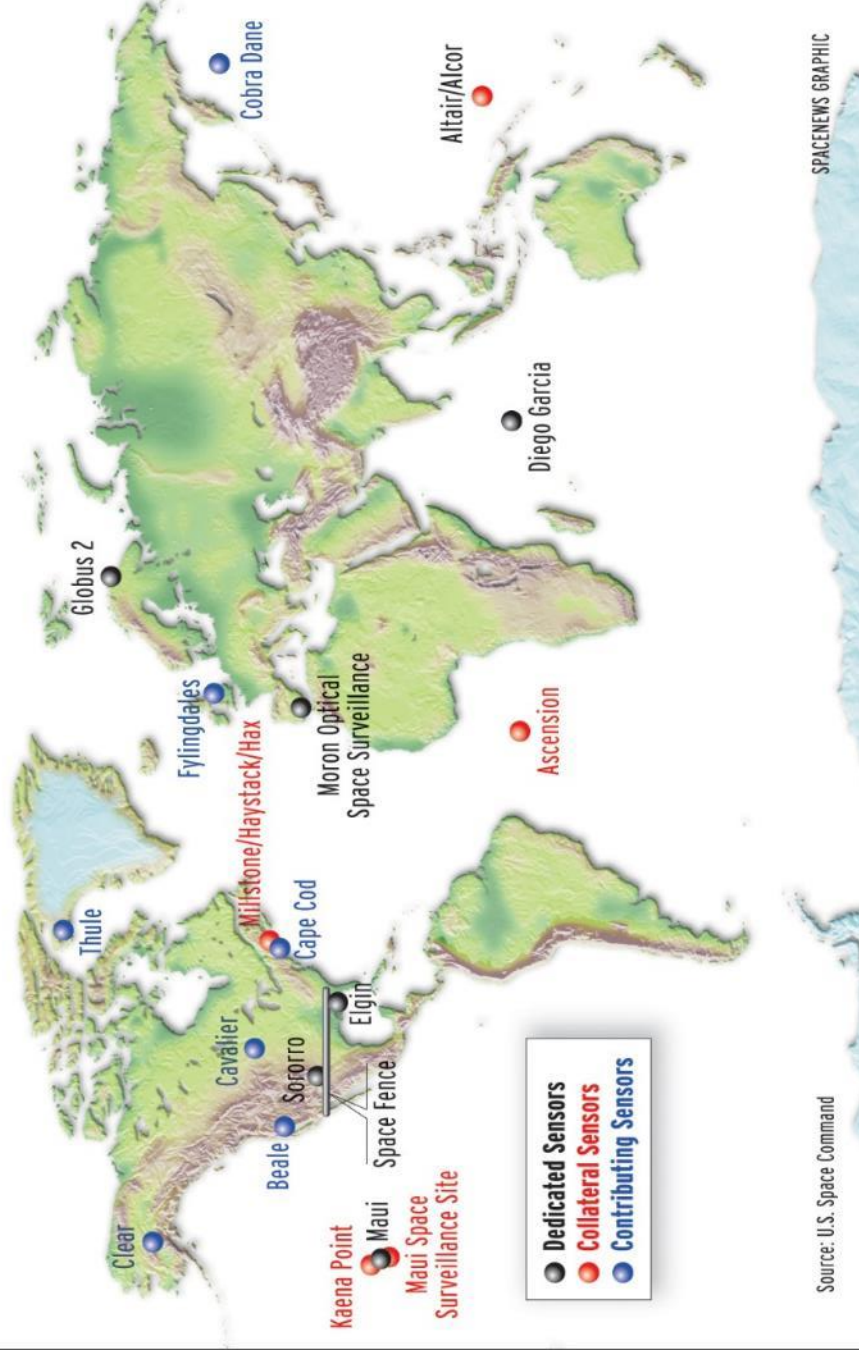 Clear
Thule
Globus 2
Cobra Dane
Fylingdales
Cavalier
Beale
Sororro
Millstone/Haystack/Hax
Cape Cod
Elgin
Space Fence
Moron Optical
Space Surveillance
Kaena Point
Maui
Maui Space
Surveillance Site
Ascension
Diego Garcia
Altair/Alcor
Dedicated Sensors
Collateral Sensors
Contributing Sensors
Source: U.S. Space Command
SPACENEWS GRAPHIC